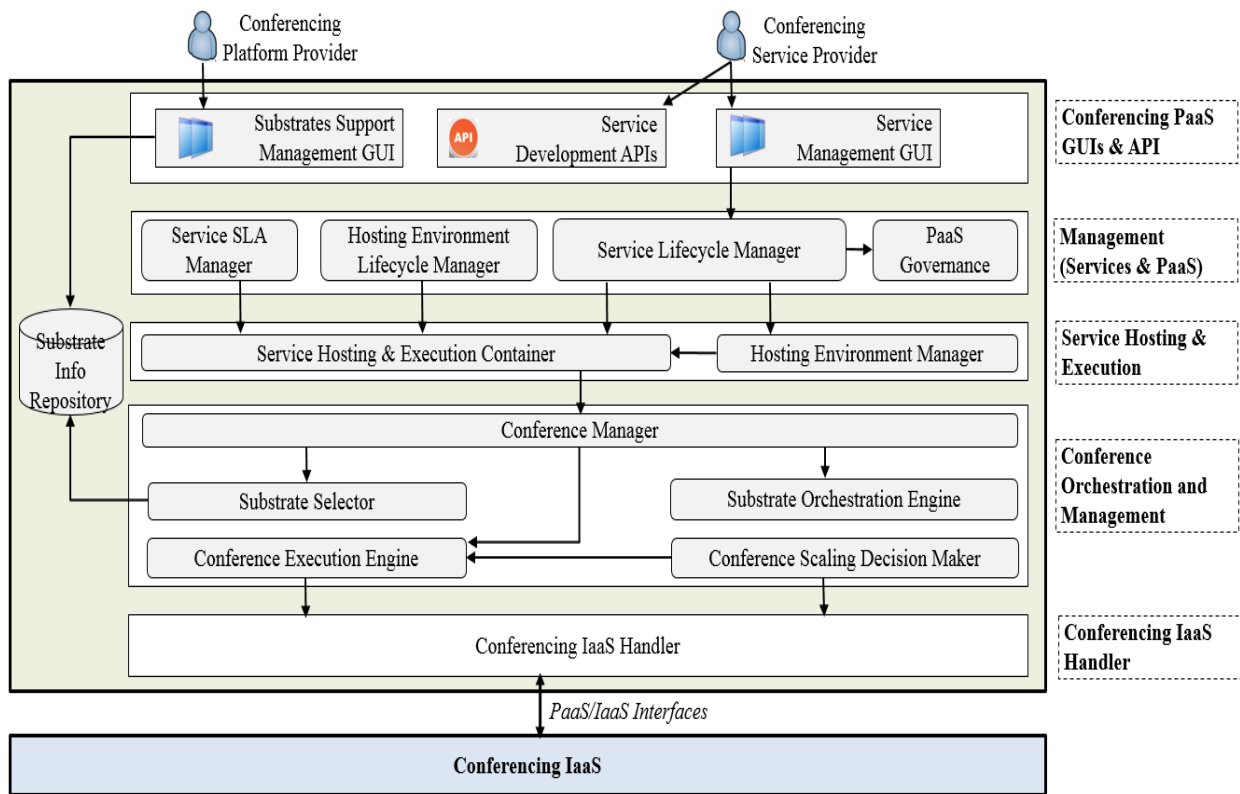 Conferencing
Platform Provider
Conferencing
Service Provider
Substrates Support
Management GUI
API
Service
Development APIs
Service
Management GUI
Conferencing PaaS
GUIs & API
Service SLA
Manager
Hosting Environment
Lifecycle Manager
Service Lifecycle Manager
PaaS
Governance
Management
(Services & PaaS)
Substrate
Info
Repository
Service Hosting & Execution Container
Hosting Environment Manager
Service Hosting &
Execution
Conference Manager
Substrate Selector
Substrate Orchestration Engine
Conference Execution Engine
Conference Scaling Decision Maker
Conference
Orchestration and
Management
Conferencing IaaS Handler
Conferencing IaaS
Handler
PaaS/IaaS Interfaces
Conferencing IaaS